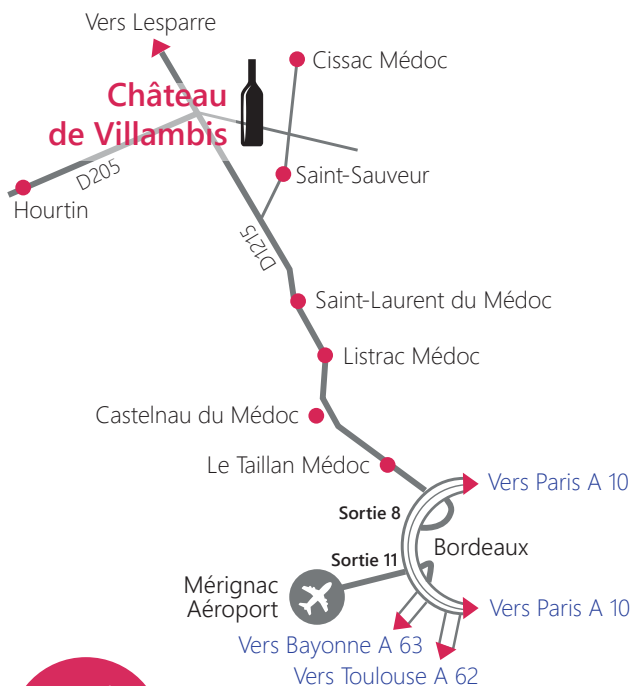 Vers Lesparre
Cissac Médoc
Château
de Villambis
D205
Saint-Sauveur
Hourtin
D1215
Saint-Laurent du Médoc
Listrac Médoc
Castelnau du Médoc
Le Taillan Médoc
Vers Paris A 10
Sortie 8
Bordeaux
Sortie 11
Mérignac
Aéroport
Vers Paris A 10
Vers Bayonne A 63
Vers Toulouse A 62